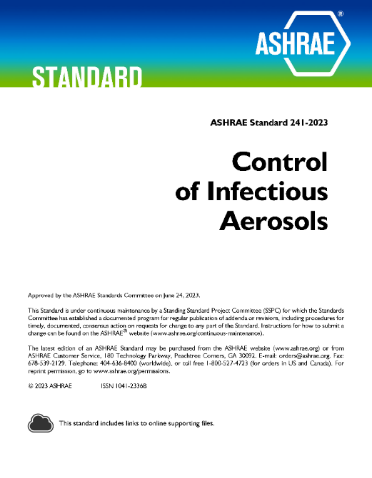 ASHRAE®
STANDARD
ASHRAE Standard 241-2023
Control
of Infectious
Aerosols
Approved by the ASHRAE Standards Committee on June 24, 2023.
This Standard is under continuous maintenance by a Standing Standard Project Committee (SSPC) for which the Standards
Committee has established a documented program for regular publication of addenda or revisions, including procedures for
timely, documented, consensus action on requests for change to any part of the Standard. Instructions for how to submit a
change can be found on the ASHRAE® website (www.ashrae.org/continuous-maintenance).
The latest edition of an ASHRAE Standard may be purchased from the ASHRAE website (www.ashrae.org) or from
ASHRAE Customer Service, 180 Technology Parkway, Peachtree Corners, GA 30092. E-mail: orders@ashrae.org. Fax:
678-539-2129. Telephone: 404-636-8400 (worldwide), or toll free 1-800-527-4723 (for orders in US and Canada). For
reprint permission, go to www.ashrae.org/permissions.
© 2023 ASHRAE ISSN 1041-2336B
This standard includes links to online supporting files.